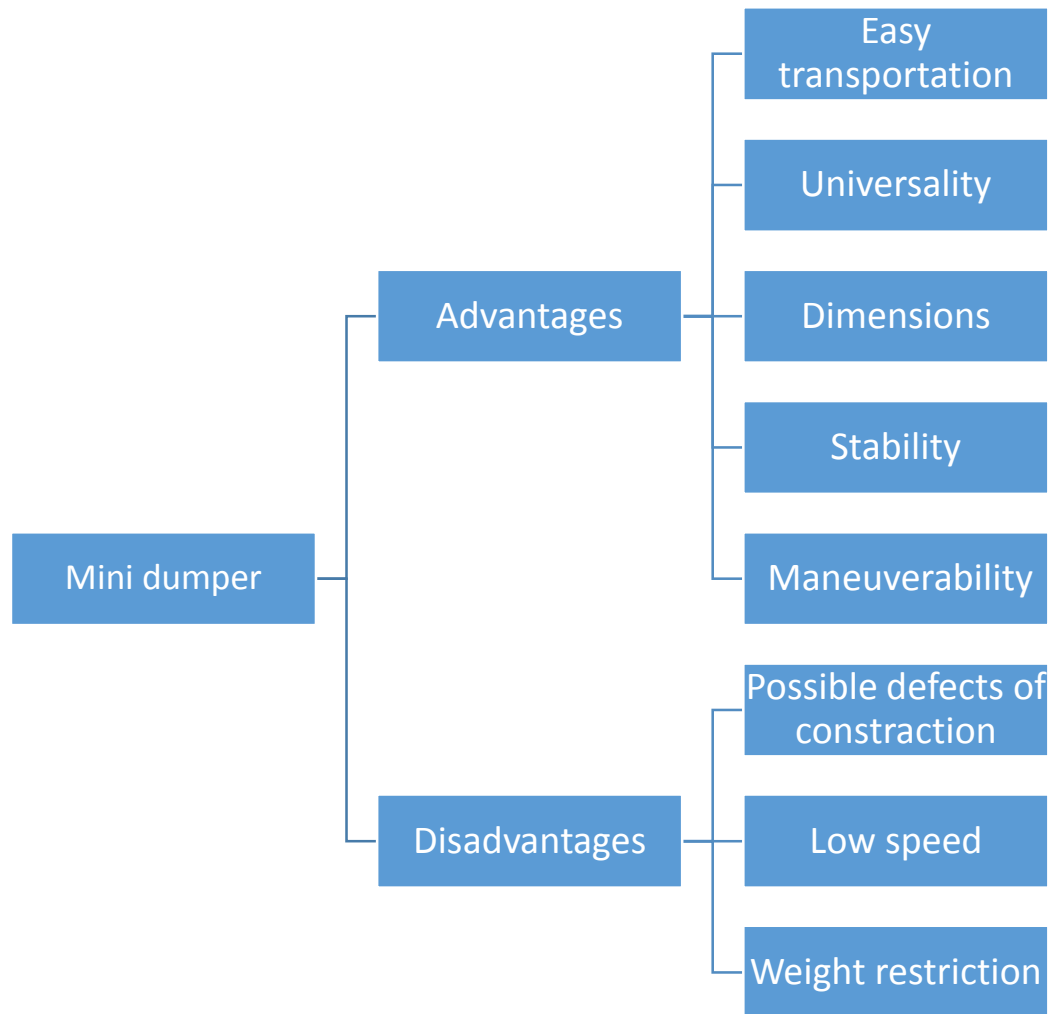 Easy
transportation
Universality
Advantages
Dimensions
Stability
Mini dumper
Maneuverability
Possible defects of
constraction
Disadvantages
Low speed
Weight restriction